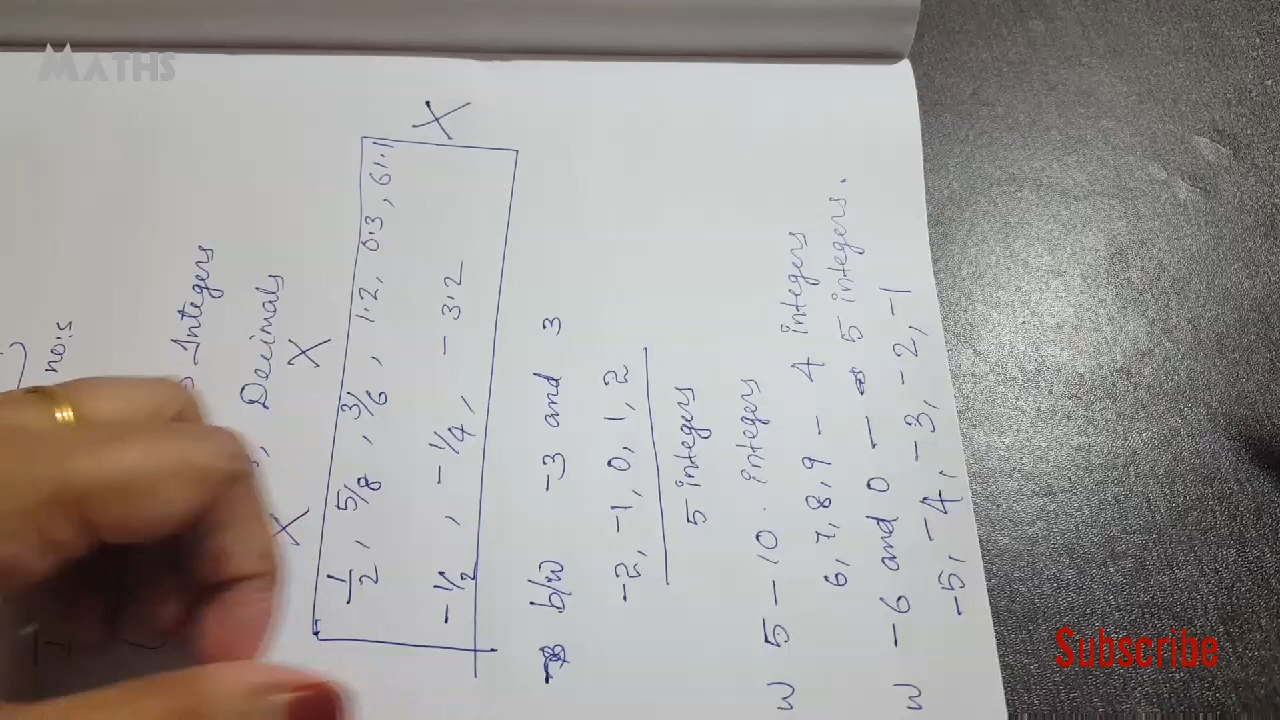 MATHS
no:s
Integers
, Decimals
X X
1/2, 5/8, 3/6, 1.2, 0.3, 61.1
-1/2, -1/4, -3.2
X
b/w -3 and 3
-2, -1, 0, 1, 2
5 integers
w 5 - 10. integers
6, 7, 8, 9 - 4 integers
w -6 and 0 - 5 integers.
-5, -4, -3, -2, -1
Subscribe